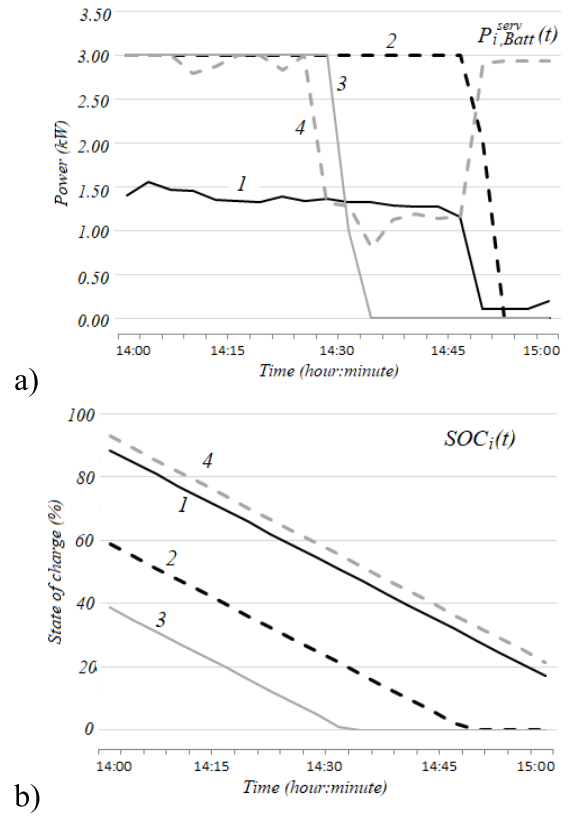 3.50
P i,Batt serv (t)
3.00
2
3
2.50
4
2.00
1
1.50
1.00
0.50
0.00
Power (kW)
14:00 14:15 14:30 14:45 15:00
Time (hour:minute)
a)
100
SOCi(t)
80
4
1
60
2
40
3
20
0
State of charge (%)
14:00 14:15 14:30 14:45 15:00
Time (hour:minute)
b)